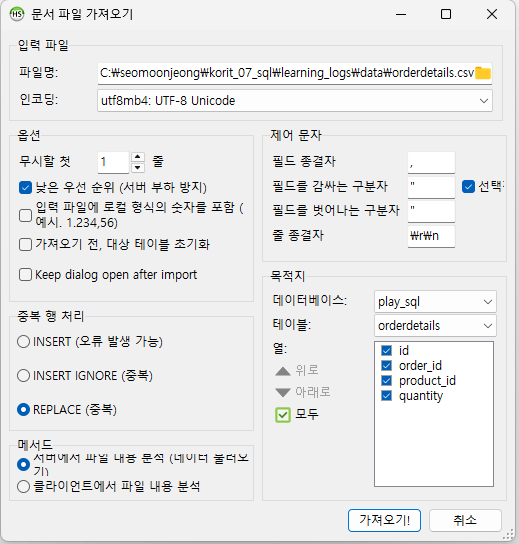 HS 문서 파일 가져오기
입력 파일
파일명: C:₩seomoonjeong₩korit_07_sql₩learning_logs₩data₩orderdetails.csv
인코딩: utf8mb4: UTF-8 Unicode
옵션
무시할 첫 1 줄
낮은 우선 순위 (서버 부하 방지)
입력 파일에 로컬 형식의 숫자를 포함 (
예시. 1.234,56)
가져오기 전, 대상 테이블 초기화
Keep dialog open after import
중복 행 처리
INSERT (오류 발생 가능)
INSERT IGNORE (중복)
REPLACE (중복)
메서드
서버에서 파일 내용 분석 (데이터 불러오
기)
클라이언트에서 파일 내용 분석
제어 문자
필드 종결자 ,
필드를 감싸는 구분자 " 선택
필드를 벗어나는 구분자 "
줄 종결자 ₩r₩n
목적지
데이터베이스: play_sql
테이블: orderdetails
열:
위로
아래로
모두
id
order_id
product_id
quantity
가져오기! 취소